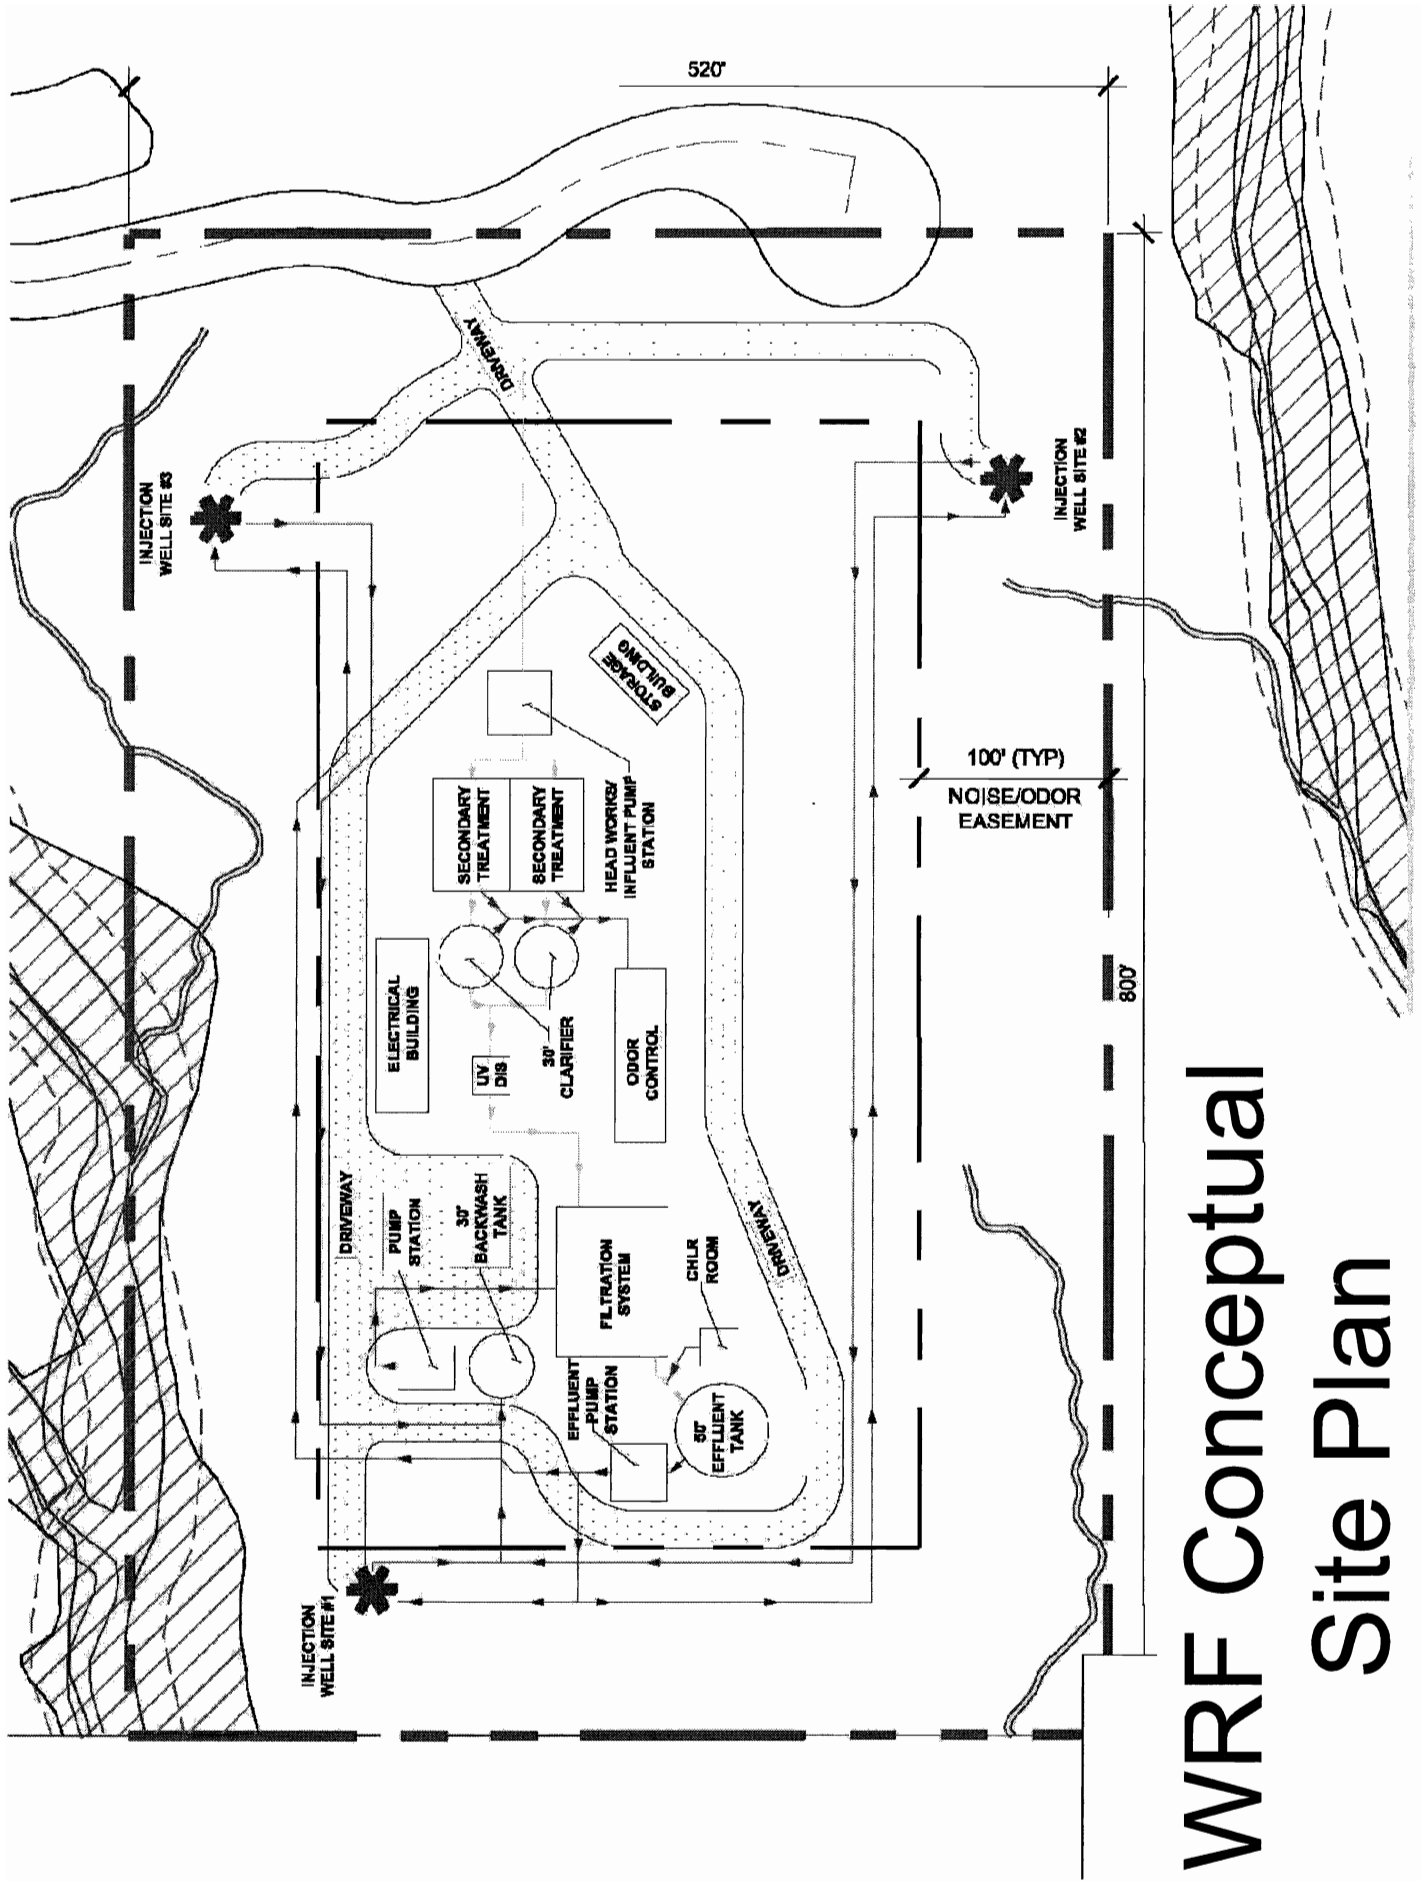 520'
DRIVEWAY
INJECTION
WELL SITE #3
INJECTION
WELL SITE #2
STORAGE
BUILDING
100' (TYP)
NOISE/ODOR
EASEMENT
HEAD WORKS/
INFLUENT PUMP
STATION
SECONDARY
TREATMENT
SECONDARY
TREATMENT
ELECTRICAL
BUILDING
UV
DIS
30'
CLARIFIER
ODOR
CONTROL
800'
DRIVEWAY
PUMP
STATION
30'
BACKWASH
TANK
FILTRATION
SYSTEM
CHLR
ROOM
DRIVEWAY
EFFLUENT
PUMP
STATION
50'
EFFLUENT
TANK
INJECTION
WELL SITE #1
WRF Conceptual
Site Plan